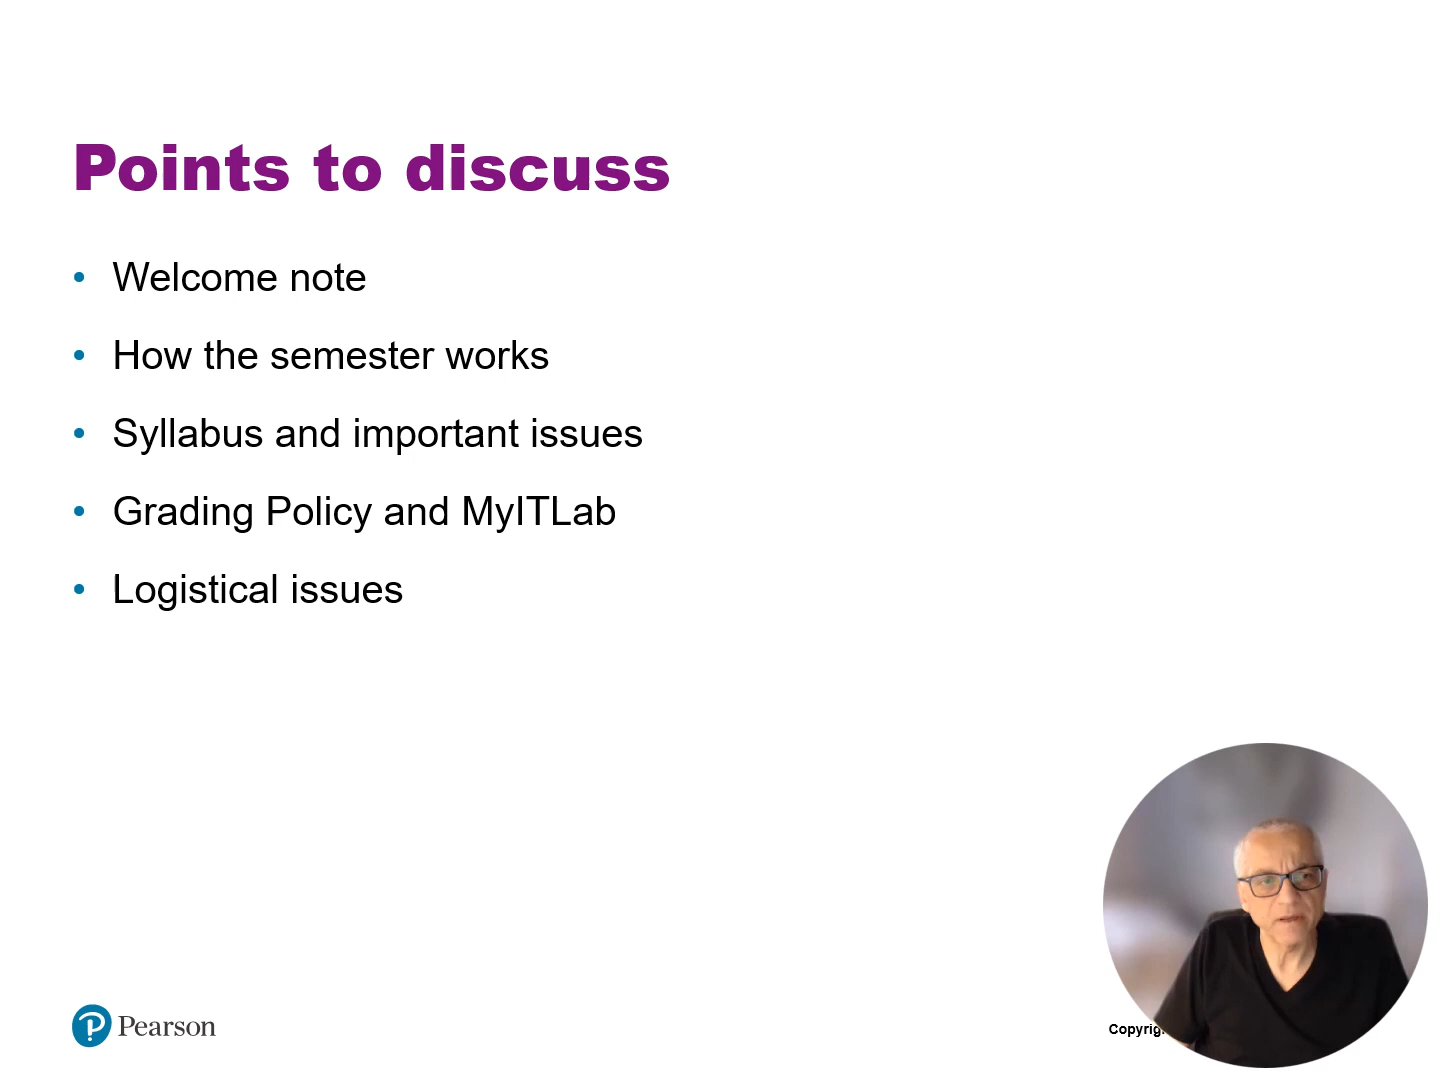 Points to discuss
• Welcome note
• How the semester works
• Syllabus and important issues
• Grading Policy and MyITLab
• Logistical issues
Pearson